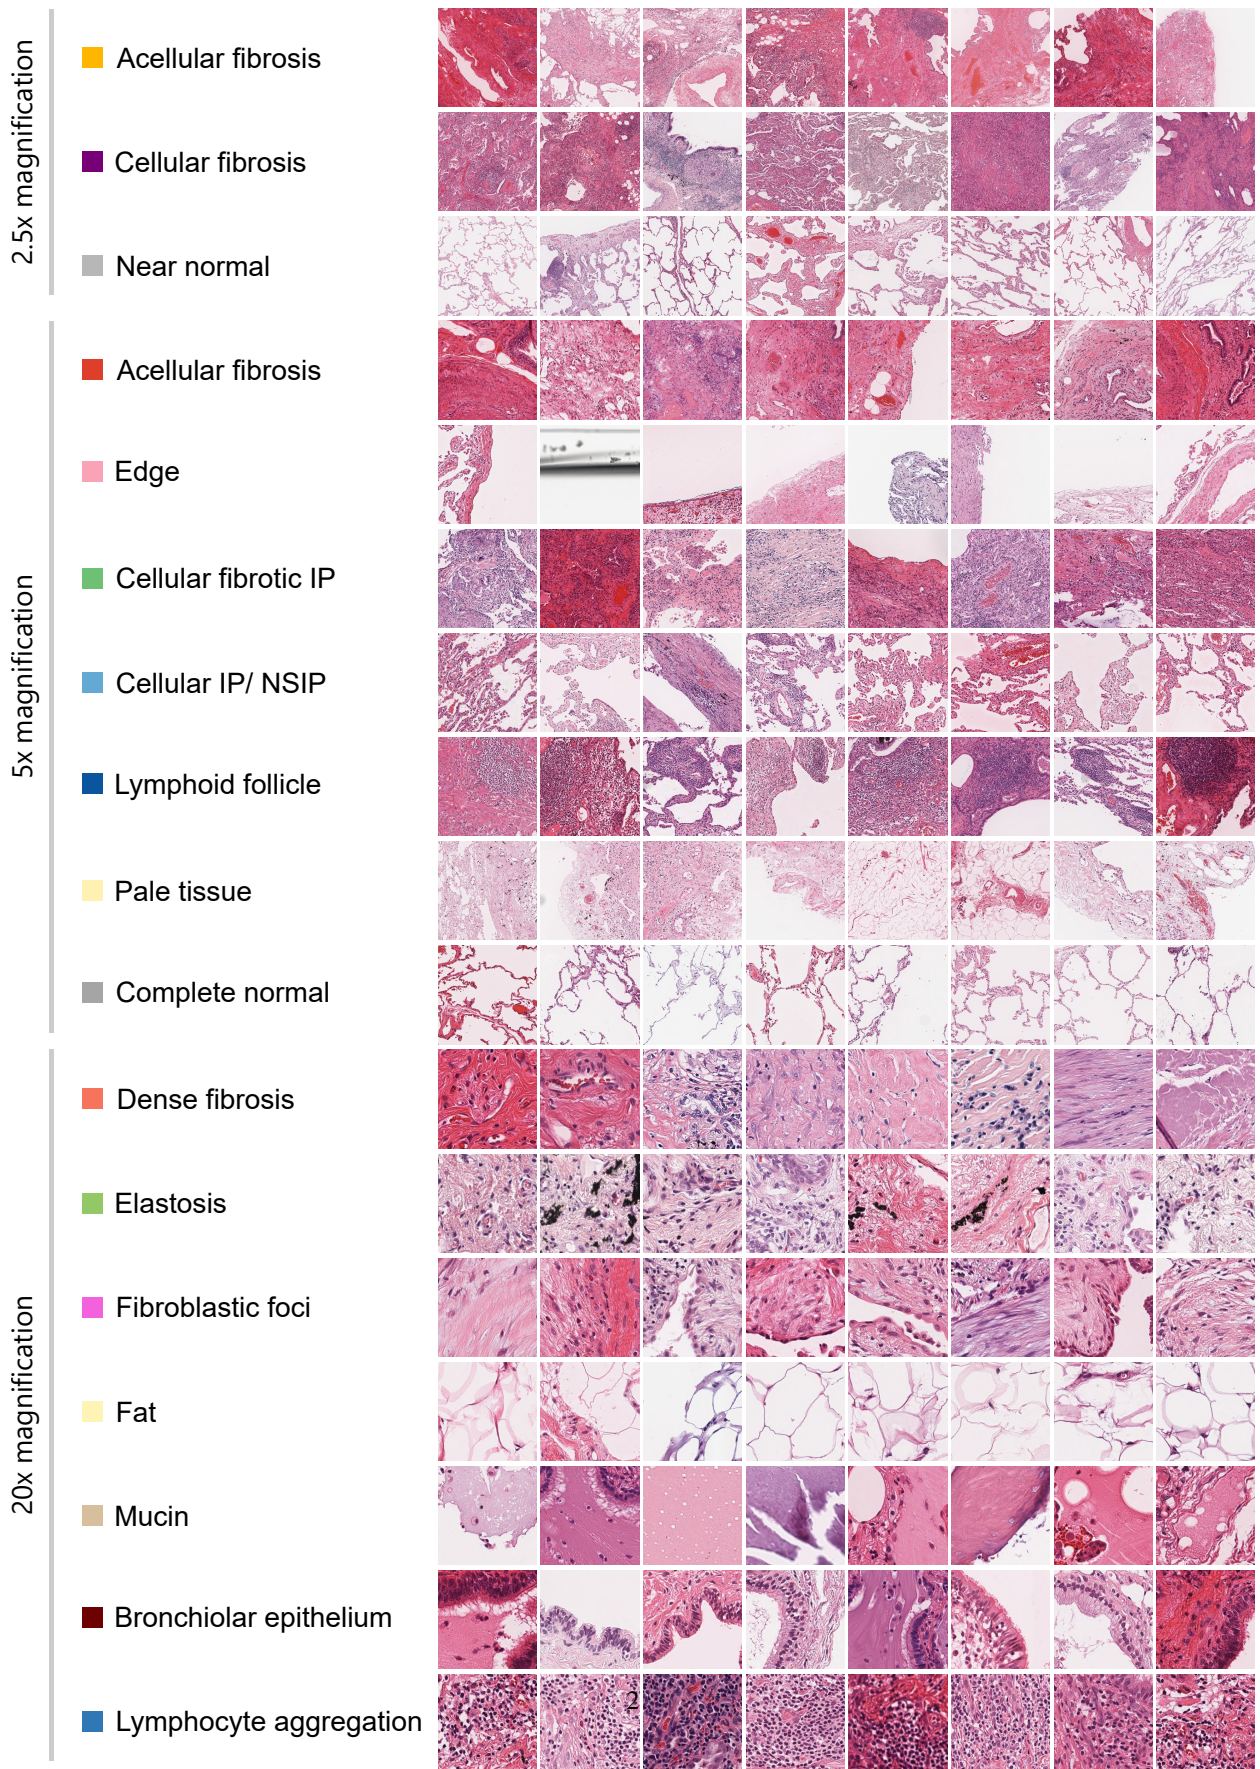 2.5x magnification
Acellular fibrosis
Cellular fibrosis
Near normal
5x magnification
Acellular fibrosis
Edge
Cellular fibrotic IP
Cellular IP/ NSIP
Lymphoid follicle
Pale tissue
Complete normal
20x magnification
Dense fibrosis
Elastosis
Fibroblastic foci
Fat
Mucin
Bronchiolar epithelium
Lymphocyte aggregation
2